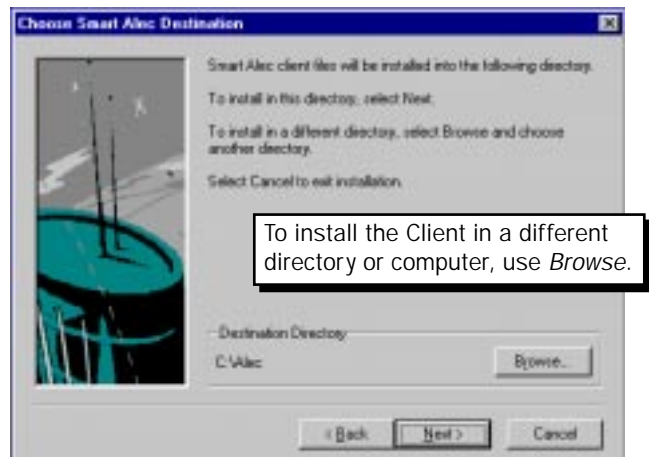 Choose Smart Alec Destination
Smart Alec client files will be installed into the following directory.
To install in this directory, select Next.
To install in a different directory, select Browse and choose
another directory.
Select Cancel to exit installation.
To install the Client in a different
directory or computer, use Browse.
Destination Directory
C:\Alec
Browse...
< Back
Next >
Cancel